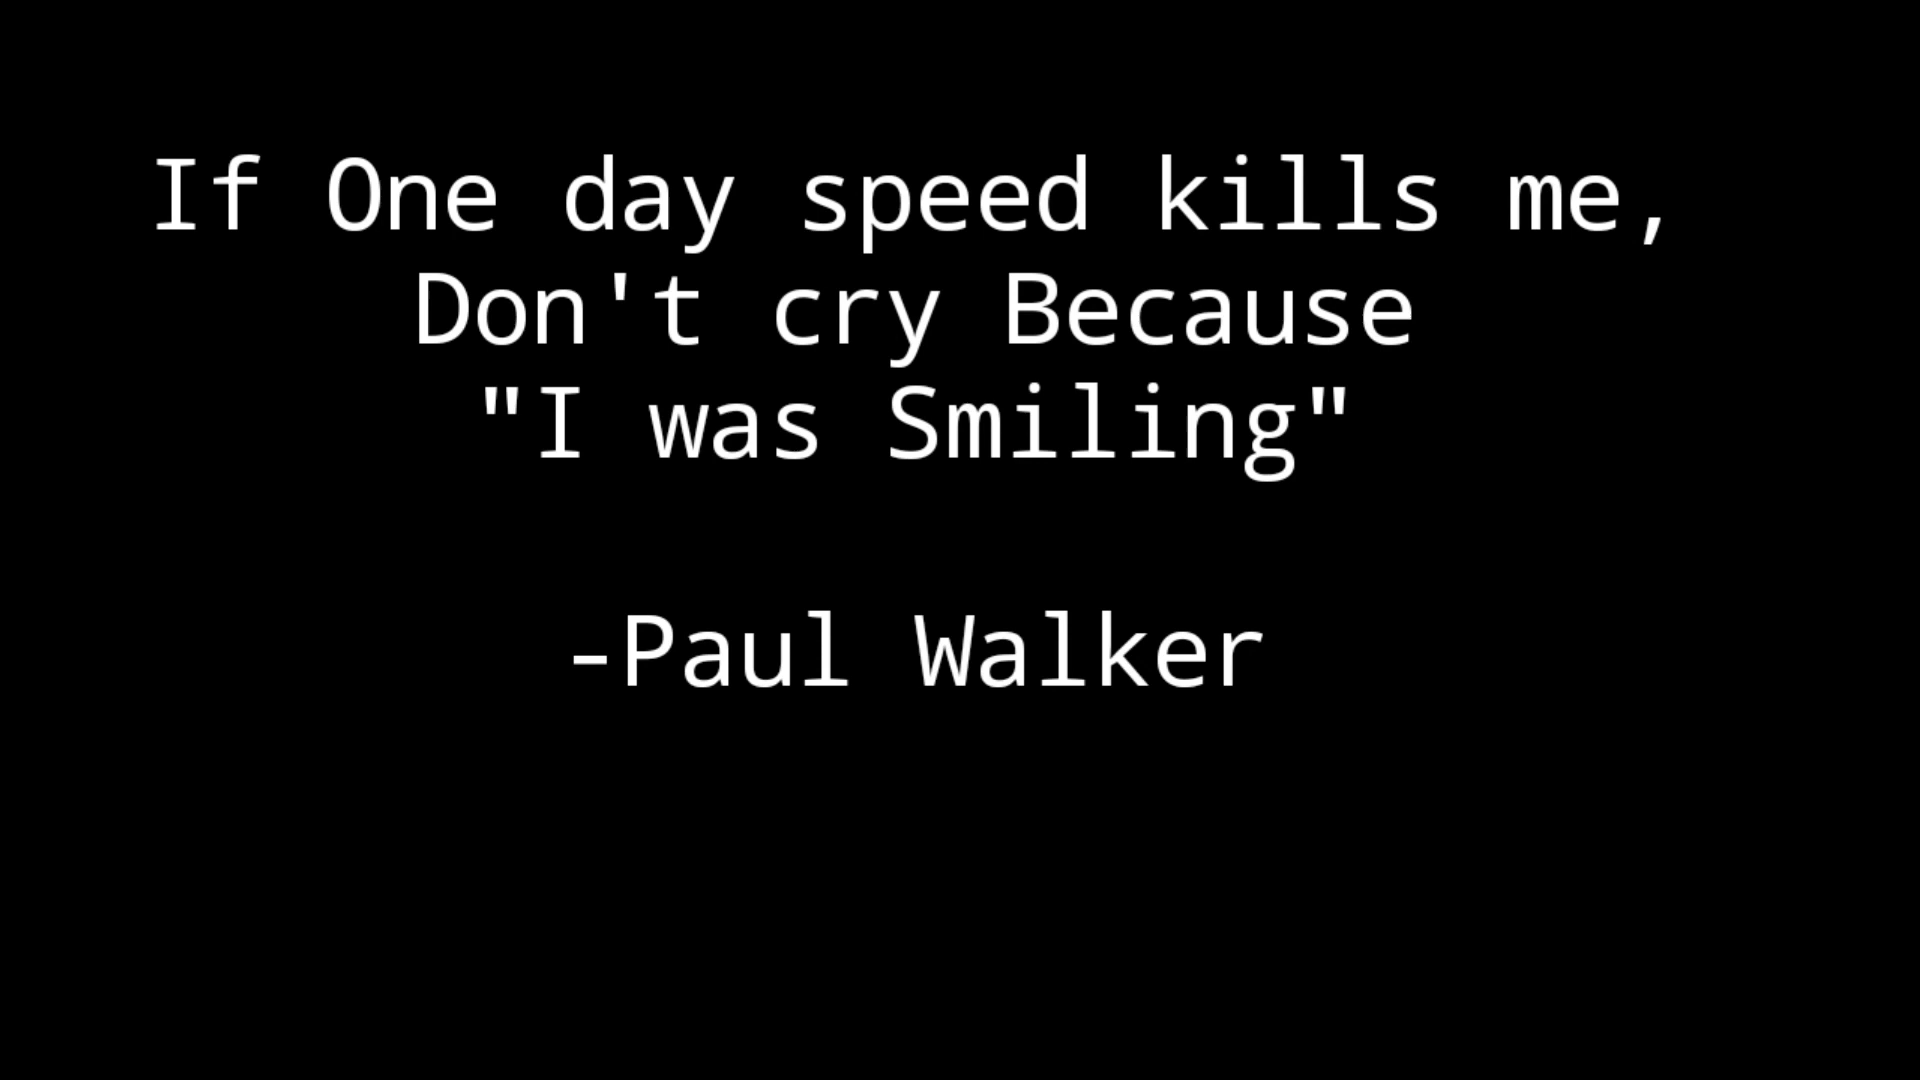 If One day speed kills me,
Don't cry Because
"I was Smiling"
-Paul Walker